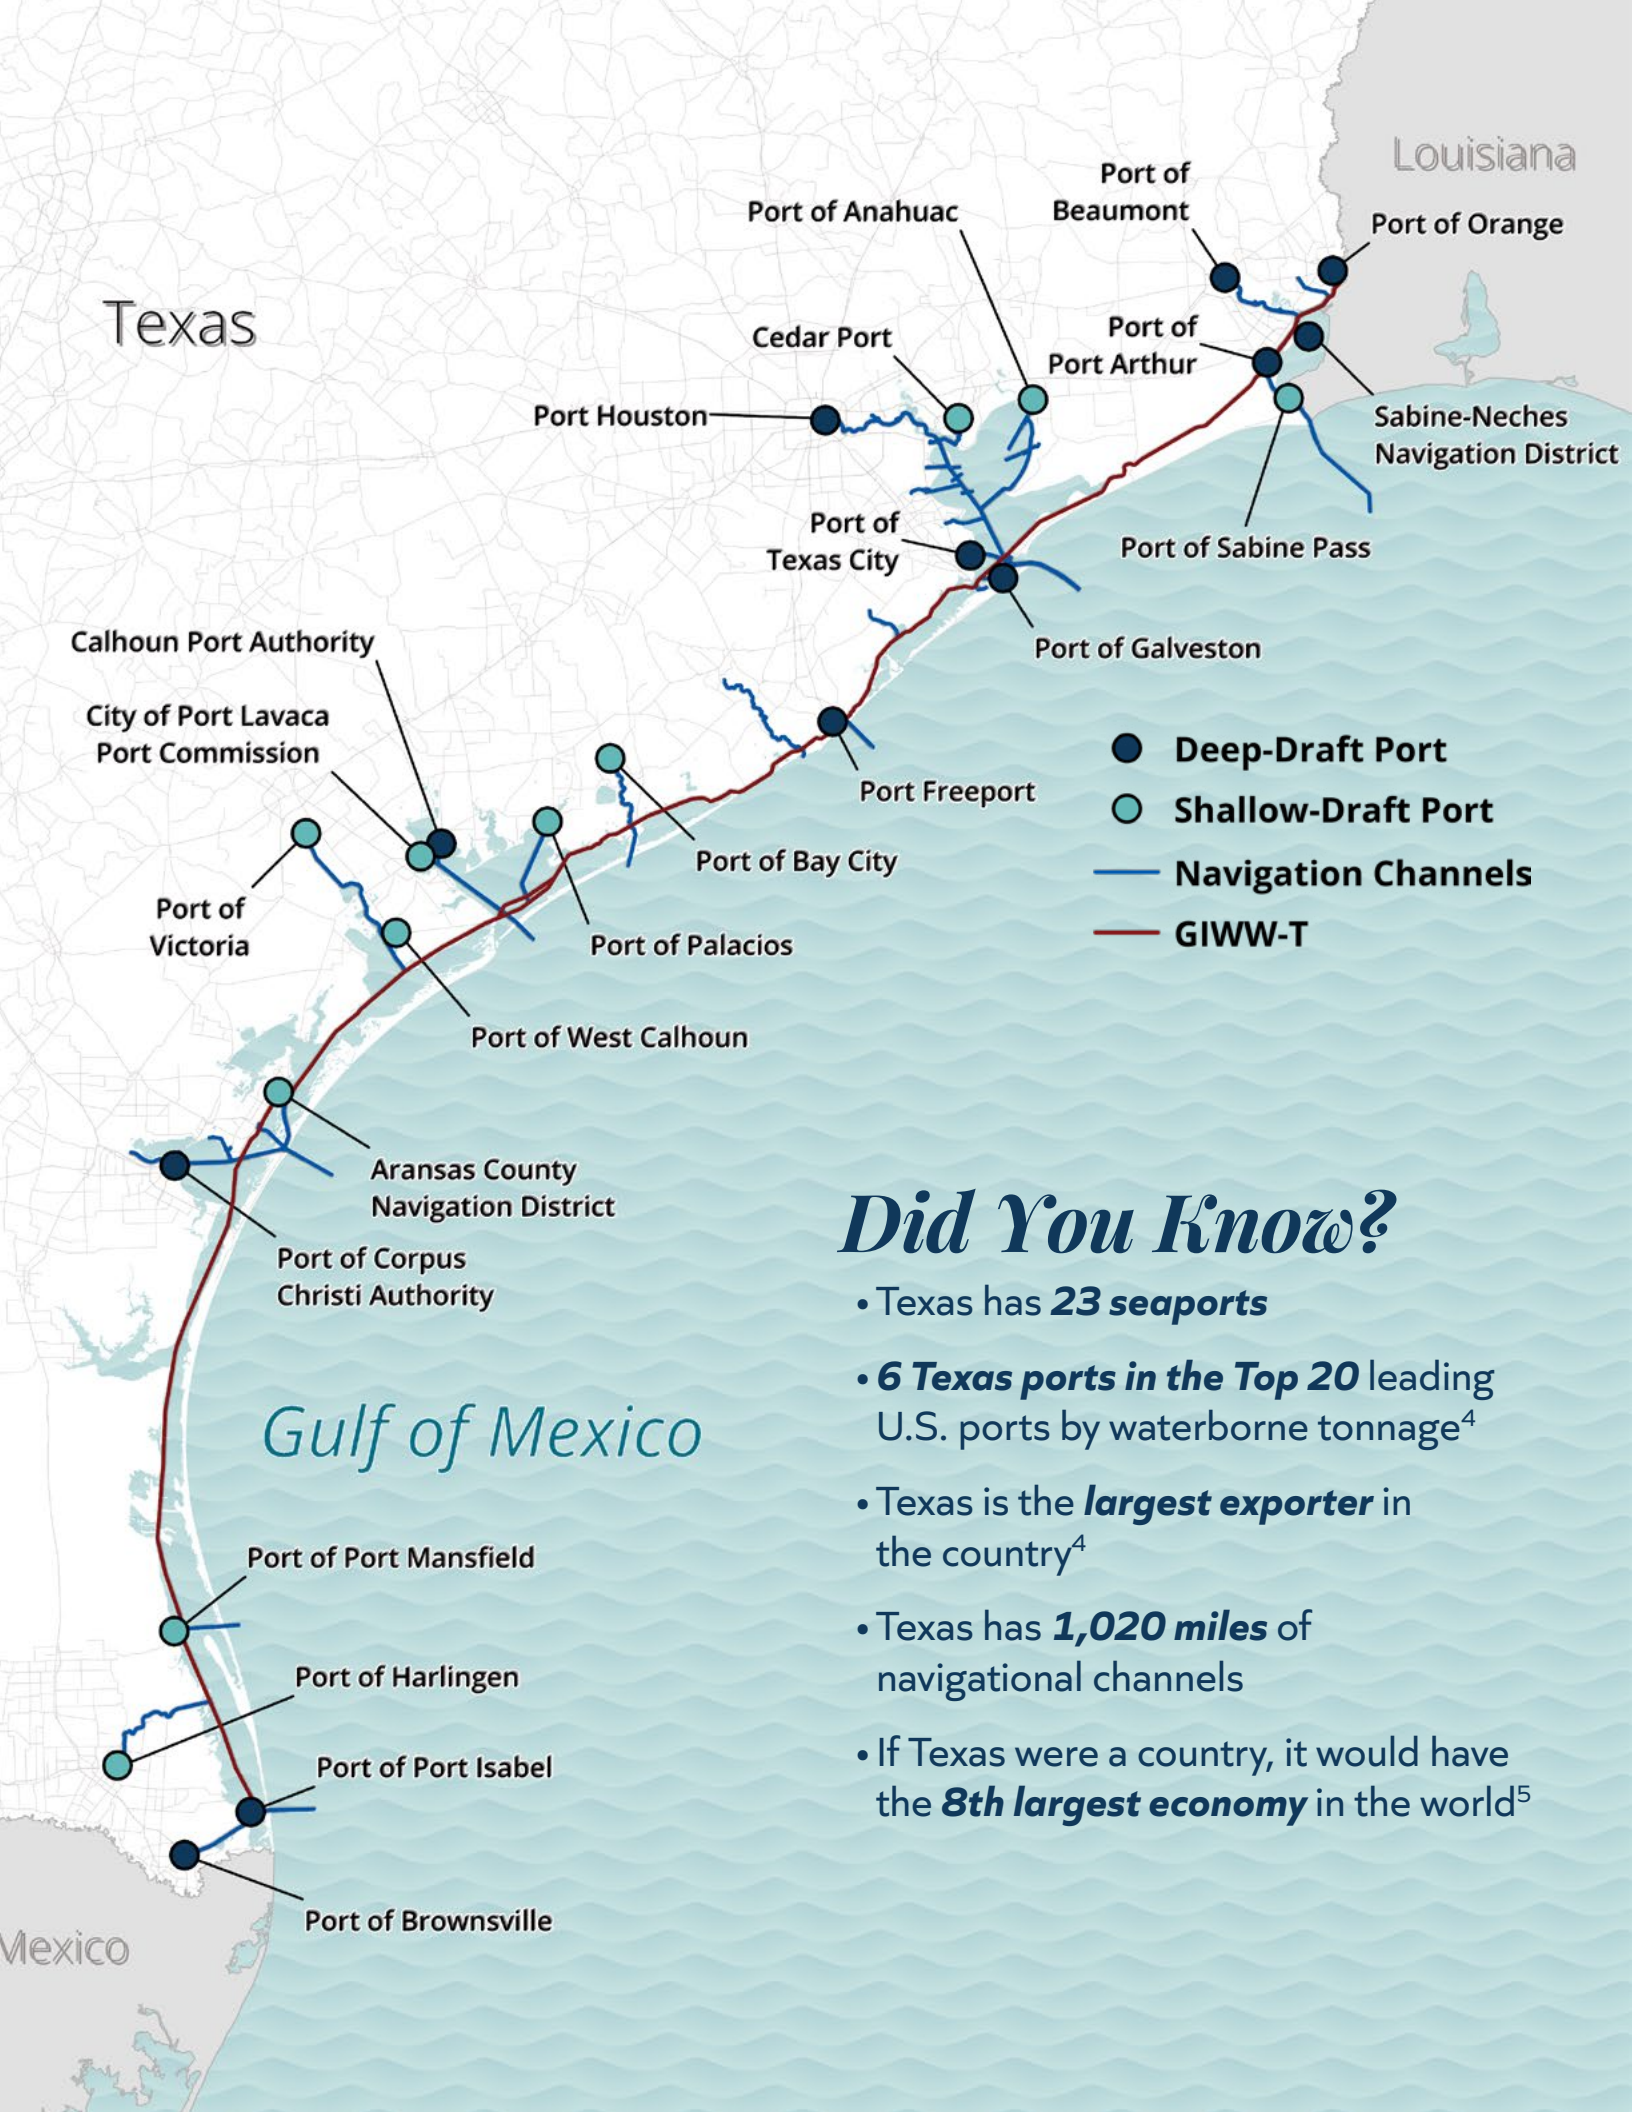 Louisiana
Port of
Beaumont
Port of Anahuac
Port of Orange
Texas
Cedar Port
Port of
Port Arthur
Port Houston
Sabine-Neches
Navigation District
Port of
Texas City
Port of Sabine Pass
Calhoun Port Authority
Port of Galveston
City of Port Lavaca
Port Commission
Deep-Draft Port
Shallow-Draft Port
Navigation Channels
GIWW-T
Port Freeport
Port of Bay City
Port of
Victoria
Port of Palacios
Port of West Calhoun
Aransas County
Navigation District
Port of Corpus
Christi Authority
Gulf of Mexico
Port of Port Mansfield
Port of Harlingen
Port of Port Isabel
Port of Brownsville
Mexico
Did You Know?
• Texas has 23 seaports
• 6 Texas ports in the Top 20 leading
U.S. ports by waterborne tonnage⁴
• Texas is the largest exporter in
the country⁴
• Texas has 1,020 miles of
navigational channels
• If Texas were a country, it would have
the 8th largest economy in the world⁵